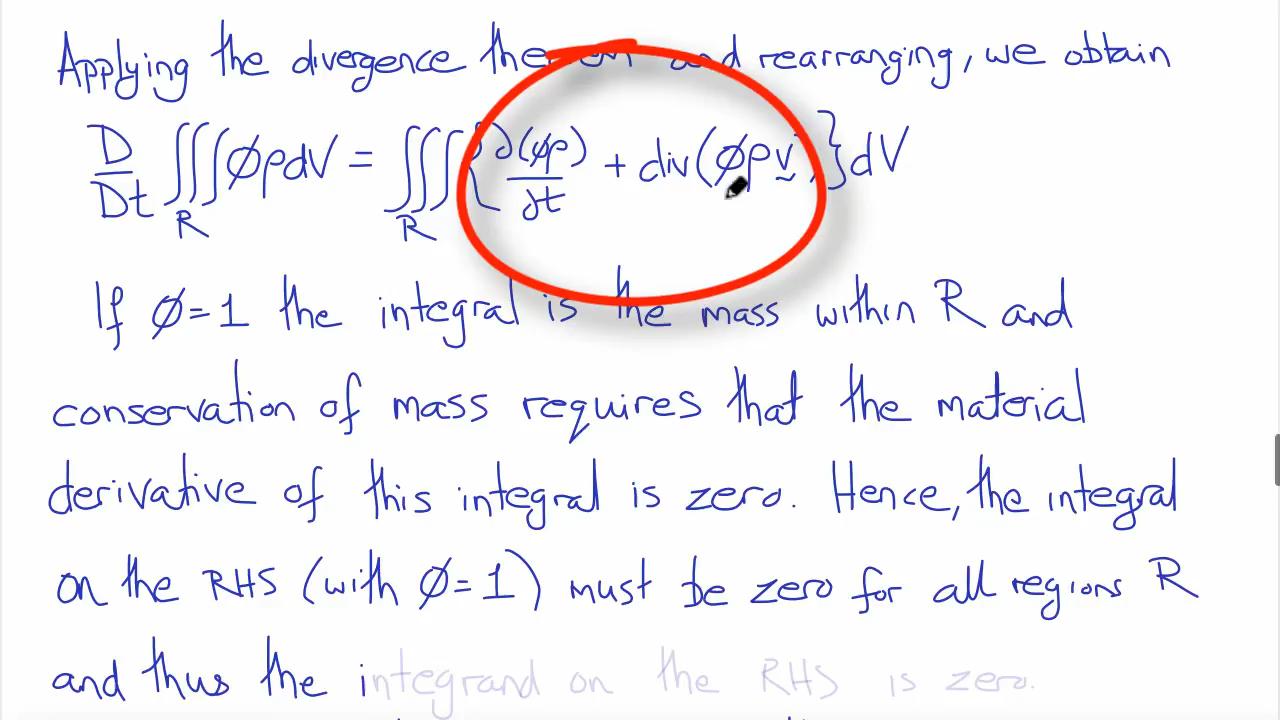 Applying the divergence theorem and rearranging, we obtain
D/Dt ∭_R ϕρdV = ∭_R {∂(ϕρ)/∂t + div(ϕρv)}dV
If ϕ=1 the integral is the mass within R and
conservation of mass requires that the material
derivative of this integral is zero. Hence, the integral
on the RHS (with ϕ=1) must be zero for all regions R
and thus the integrand on the RHS is zero.